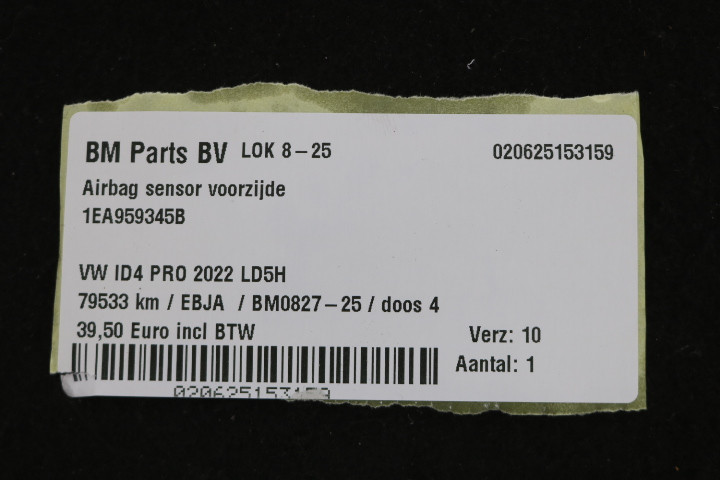 BM Parts BV LOK 8-25 020625153159
Airbag sensor voorzijde
1EA959345B
VW ID4 PRO 2022 LD5H
79533 km / EBJA / BM0827-25 / doos 4
39,50 Euro incl BTW Verz: 10
Aantal: 1
020625153159